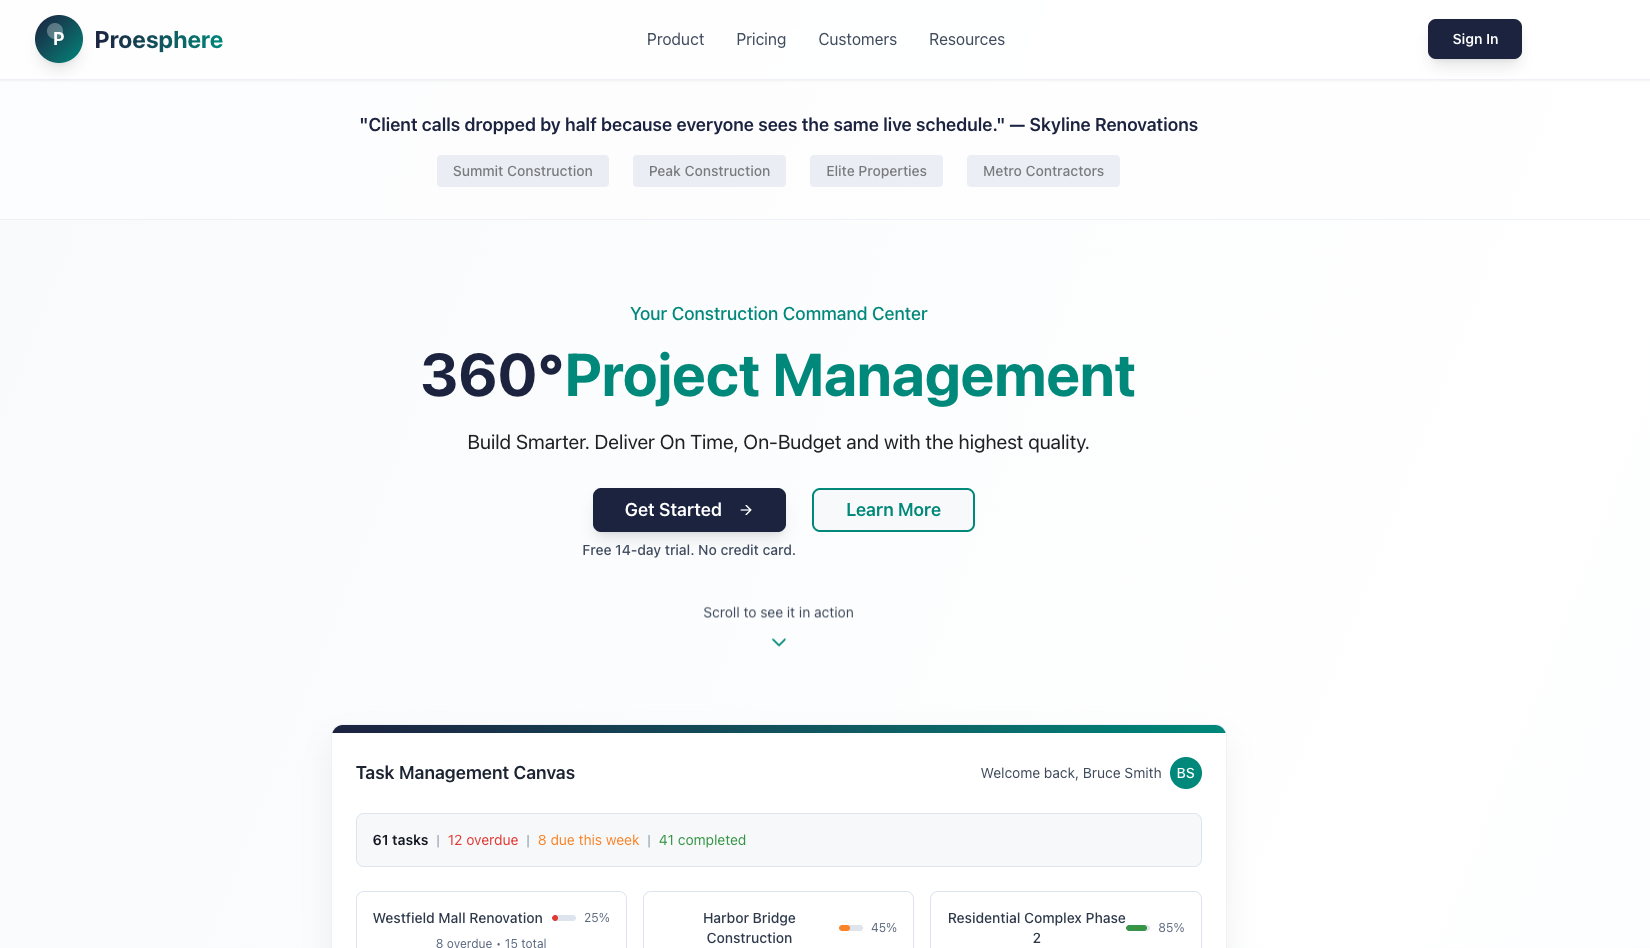 P
Proesphere
Product Pricing Customers Resources
Sign In
"Client calls dropped by half because everyone sees the same live schedule." — Skyline Renovations
Summit Construction Peak Construction Elite Properties Metro Contractors
Your Construction Command Center
360°Project Management
Build Smarter. Deliver On Time, On-Budget and with the highest quality.
Get Started → Learn More
Free 14-day trial. No credit card.
Scroll to see it in action
Task Management Canvas
Welcome back, Bruce Smith BS
61 tasks | 12 overdue | 8 due this week | 41 completed
Westfield Mall Renovation 25%
8 overdue • 15 total
Harbor Bridge
Construction
45%
Residential Complex Phase
2
85%